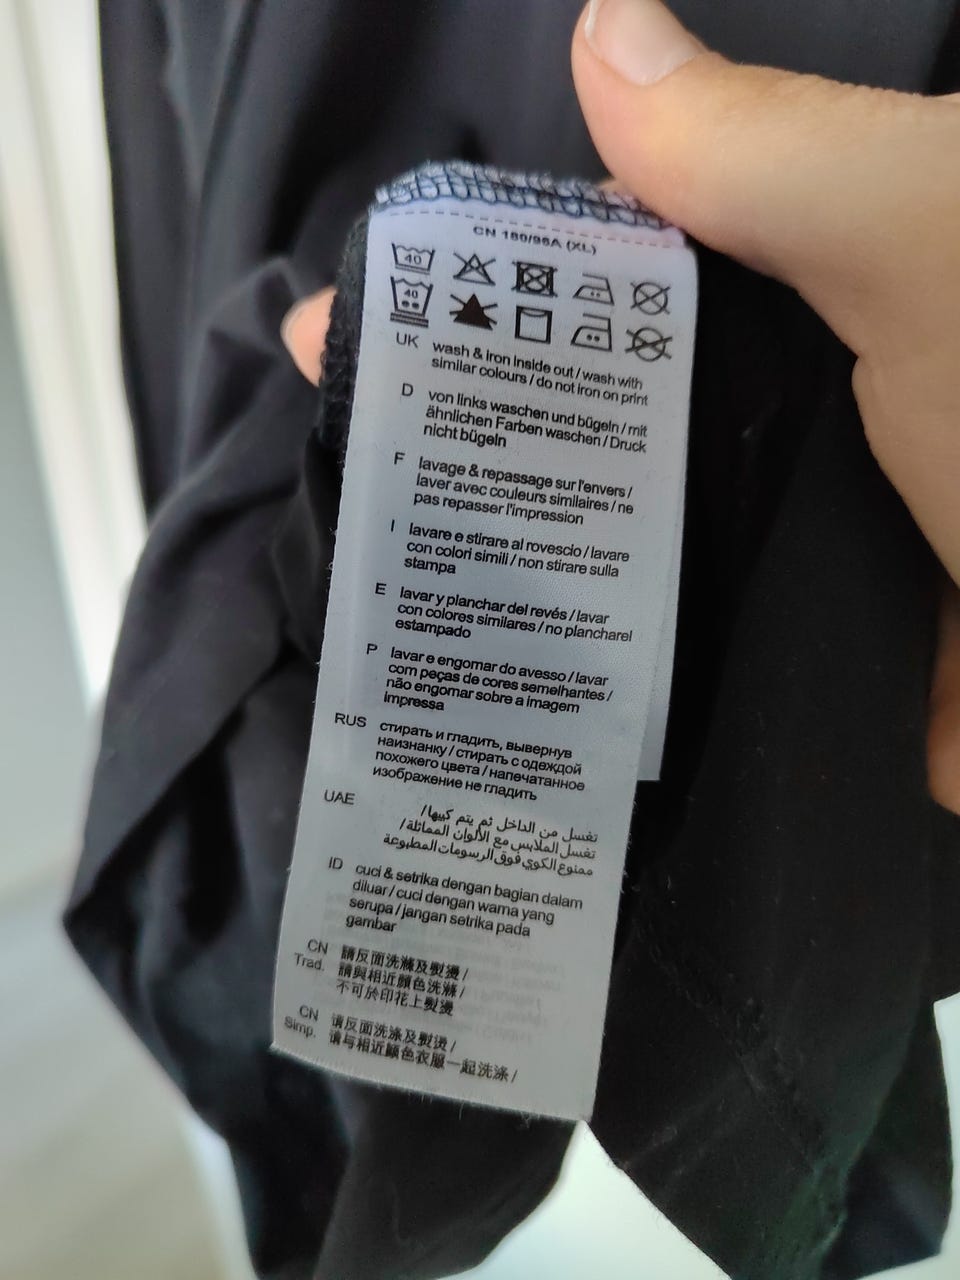 CN 180/96A (XL)
40
40
UK wash & iron inside out / wash with
similar colours / do not iron on print
D von links waschen und bügeln / mit
ähnlichen Farben waschen / Druck
nicht bügeln
F lavage & repassage sur l'envers /
laver avec couleurs similaires / ne
pas repasser l'impression
I lavare e stirare al rovescio / lavare
con colori simili / non stirare sulla
stampa
E lavar y planchar del revés / lavar
con colores similares / no plancharel
estampado
P lavar e engomar do avesso / lavar
com peças de cores semelhantes /
não engomar sobre a imagem
impressa
RUS стирать и гладить, вывернув
наизнанку / стирать с одеждой
похожего цвета / напечатанное
изображение не гладить
UAE تغسل من الداخل ثم يتم كييها/
تغسل الملابس مع الألوان المماثلة/
ممنوع الكوي فوق الرسومات المطبوعة
ID cuci & setrika dengan bagian dalam
diluar / cuci dengan warna yang
serupa / jangan setrika pada
gambar
CN 請反面洗滌及熨燙 /
Trad. 請與相近顏色洗滌 /
不可於印花上熨燙
CN 请反面洗涤及熨烫 /
Simp. 请与相近颜色衣服一起洗涤 /